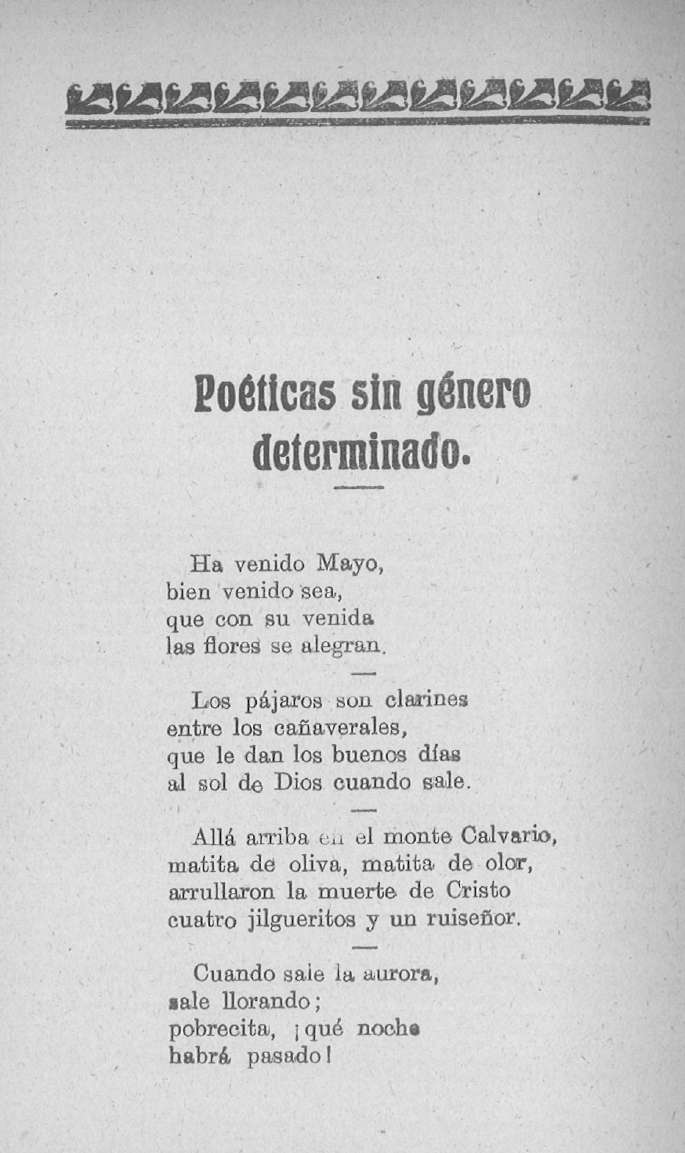 Poéticas sin género
determinado.
Ha venido Mayo,
bien venido sea,
que con su venida
las flores se alegran.
Los pájaros son clarines
entre los cañaverales,
que le dan los buenos días
al sol de Dios cuando sale.
Allá arriba en el monte Calvario,
matita de oliva, matita de olor,
arrullaron la muerte de Cristo
cuatro jilgueritos y un ruiseñor.
Cuando sale la aurora,
sale llorando;
pobrecita, ¡qué noche
habrá pasado!